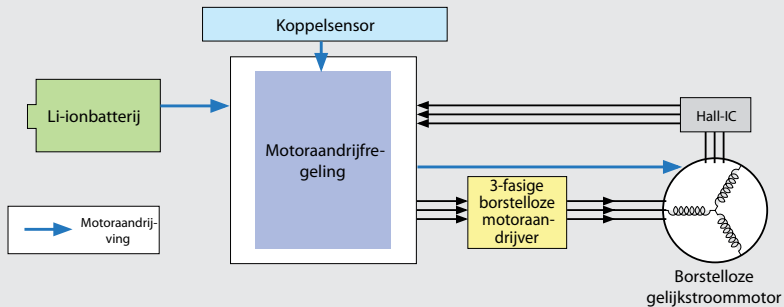 Koppelsensor
Li-ionbatterij
Motoraandrijfre-
geling
Hall-IC
3-fasige
borstelloze
motoraan-
drijver
Motoraandrij-
ving
Borstelloze
gelijkstroommotor